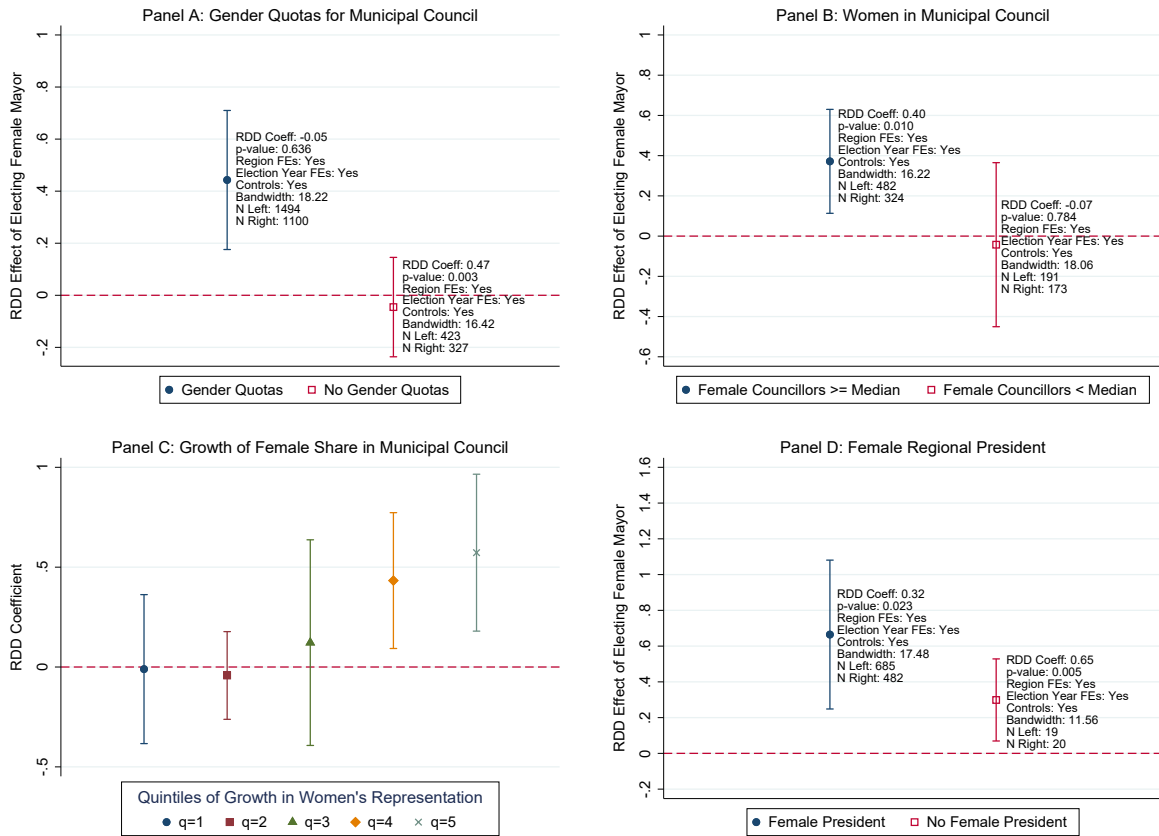 Panel A: Gender Quotas for Municipal Council
RDD Effect of Electing Female Mayor
1
.8
.6
.4
.2
0
-.2
RDD Coeff: -0.05
p-value: 0.636
Region FEs: Yes
Election Year FEs: Yes
Controls: Yes
Bandwidth: 18.22
N Left: 1494
N Right: 1100
RDD Coeff: 0.47
p-value: 0.003
Region FEs: Yes
Election Year FEs: Yes
Controls: Yes
Bandwidth: 16.42
N Left: 423
N Right: 327
Gender Quotas
No Gender Quotas
Panel B: Women in Municipal Council
RDD Effect of Electing Female Mayor
1
.8
.6
.4
.2
0
-.2
-.4
-.6
RDD Coeff: 0.40
p-value: 0.010
Region FEs: Yes
Election Year FEs: Yes
Controls: Yes
Bandwidth: 16.22
N Left: 482
N Right: 324
RDD Coeff: -0.07
p-value: 0.784
Region FEs: Yes
Election Year FEs: Yes
Controls: Yes
Bandwidth: 18.06
N Left: 191
N Right: 173
Female Councillors >= Median
Female Councillors < Median
Panel C: Growth of Female Share in Municipal Council
RDD Coefficient
1
.5
0
-.5
Quintiles of Growth in Women's Representation
q=1
q=2
q=3
q=4
q=5
Panel D: Female Regional President
RDD Effect of Electing Female Mayor
1.6
1.4
1.2
1
.8
.6
.4
.2
0
-.2
RDD Coeff: 0.32
p-value: 0.023
Region FEs: Yes
Election Year FEs: Yes
Controls: Yes
Bandwidth: 17.48
N Left: 685
N Right: 482
RDD Coeff: 0.65
p-value: 0.005
Region FEs: Yes
Election Year FEs: Yes
Controls: Yes
Bandwidth: 11.56
N Left: 19
N Right: 20
Female President
No Female President